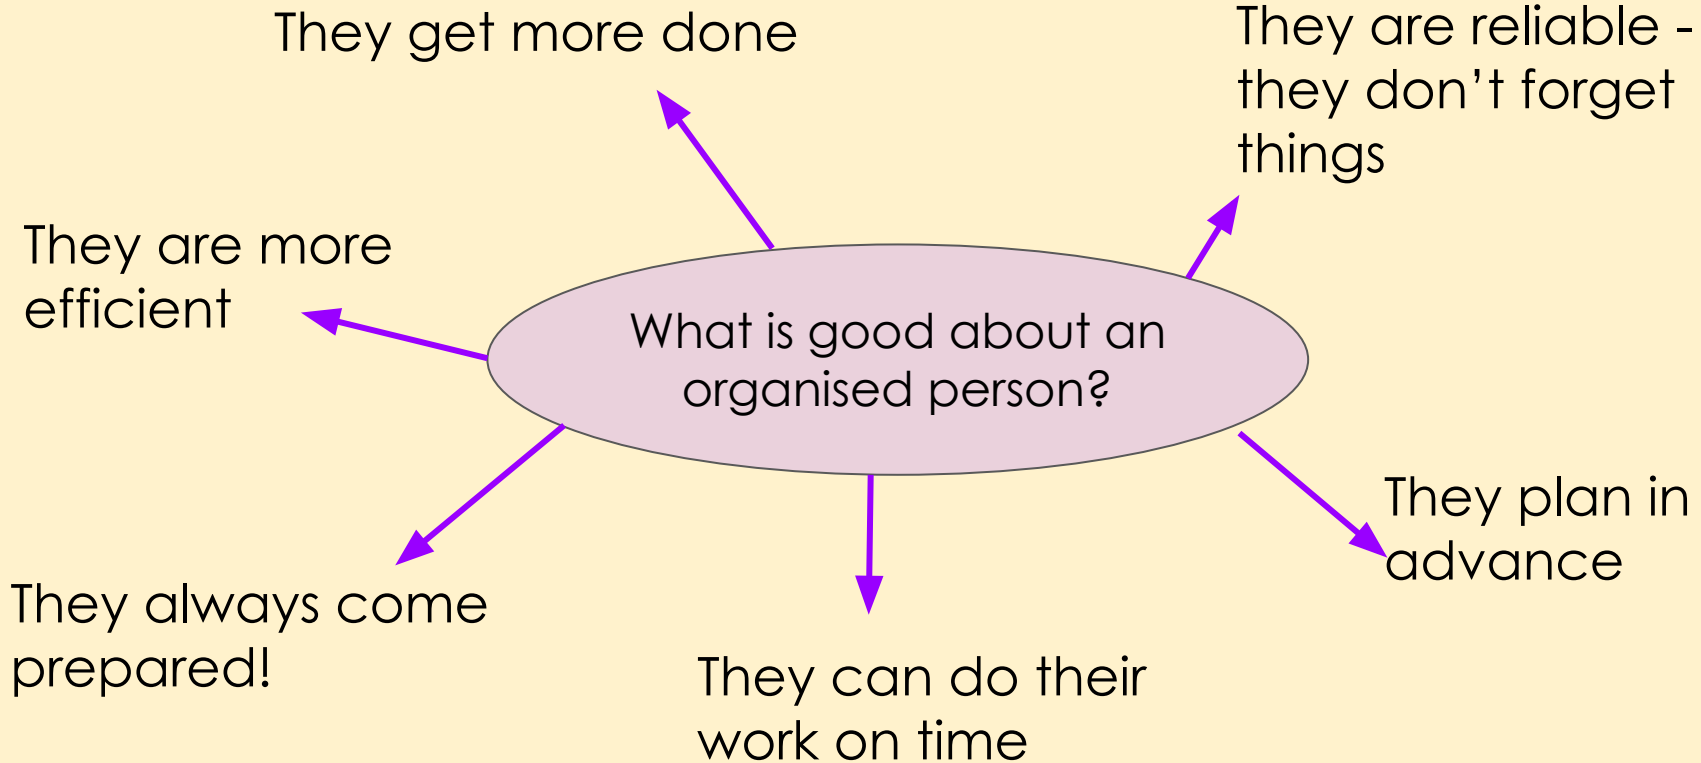 They get more done
They are reliable -
they don’t forget
things
They are more
efficient
What is good about an
organised person?
They plan in
advance
They always come
prepared!
They can do their
work on time